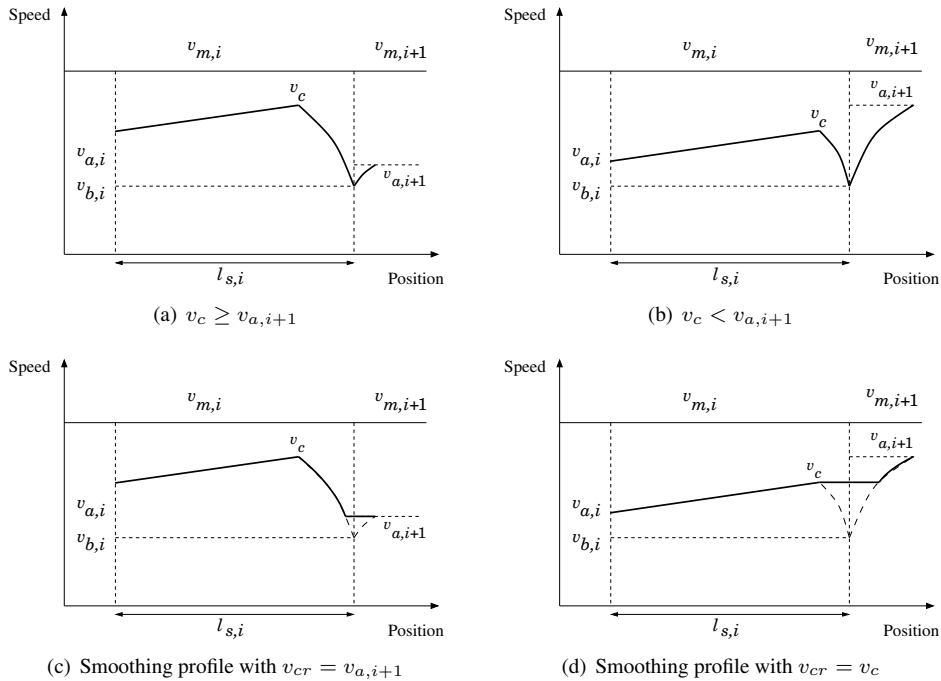 Speed
v_{m,i}
v_{m,i+1}
v_c
v_{a,i}
v_{b,i}
v_{a,i+1}
l_{s,i}
Position
(a) v_c ≥ v_{a,i+1}
Speed
v_{m,i}
v_{m,i+1}
v_{a,i+1}
v_c
v_{a,i}
v_{b,i}
l_{s,i}
Position
(b) v_c < v_{a,i+1}
Speed
v_{m,i}
v_{m,i+1}
v_c
v_{a,i}
v_{b,i}
v_{a,i+1}
l_{s,i}
Position
(c) Smoothing profile with v_{cr} = v_{a,i+1}
Speed
v_{m,i}
v_{m,i+1}
v_{a,i+1}
v_c
v_{a,i}
v_{b,i}
l_{s,i}
Position
(d) Smoothing profile with v_{cr} = v_c